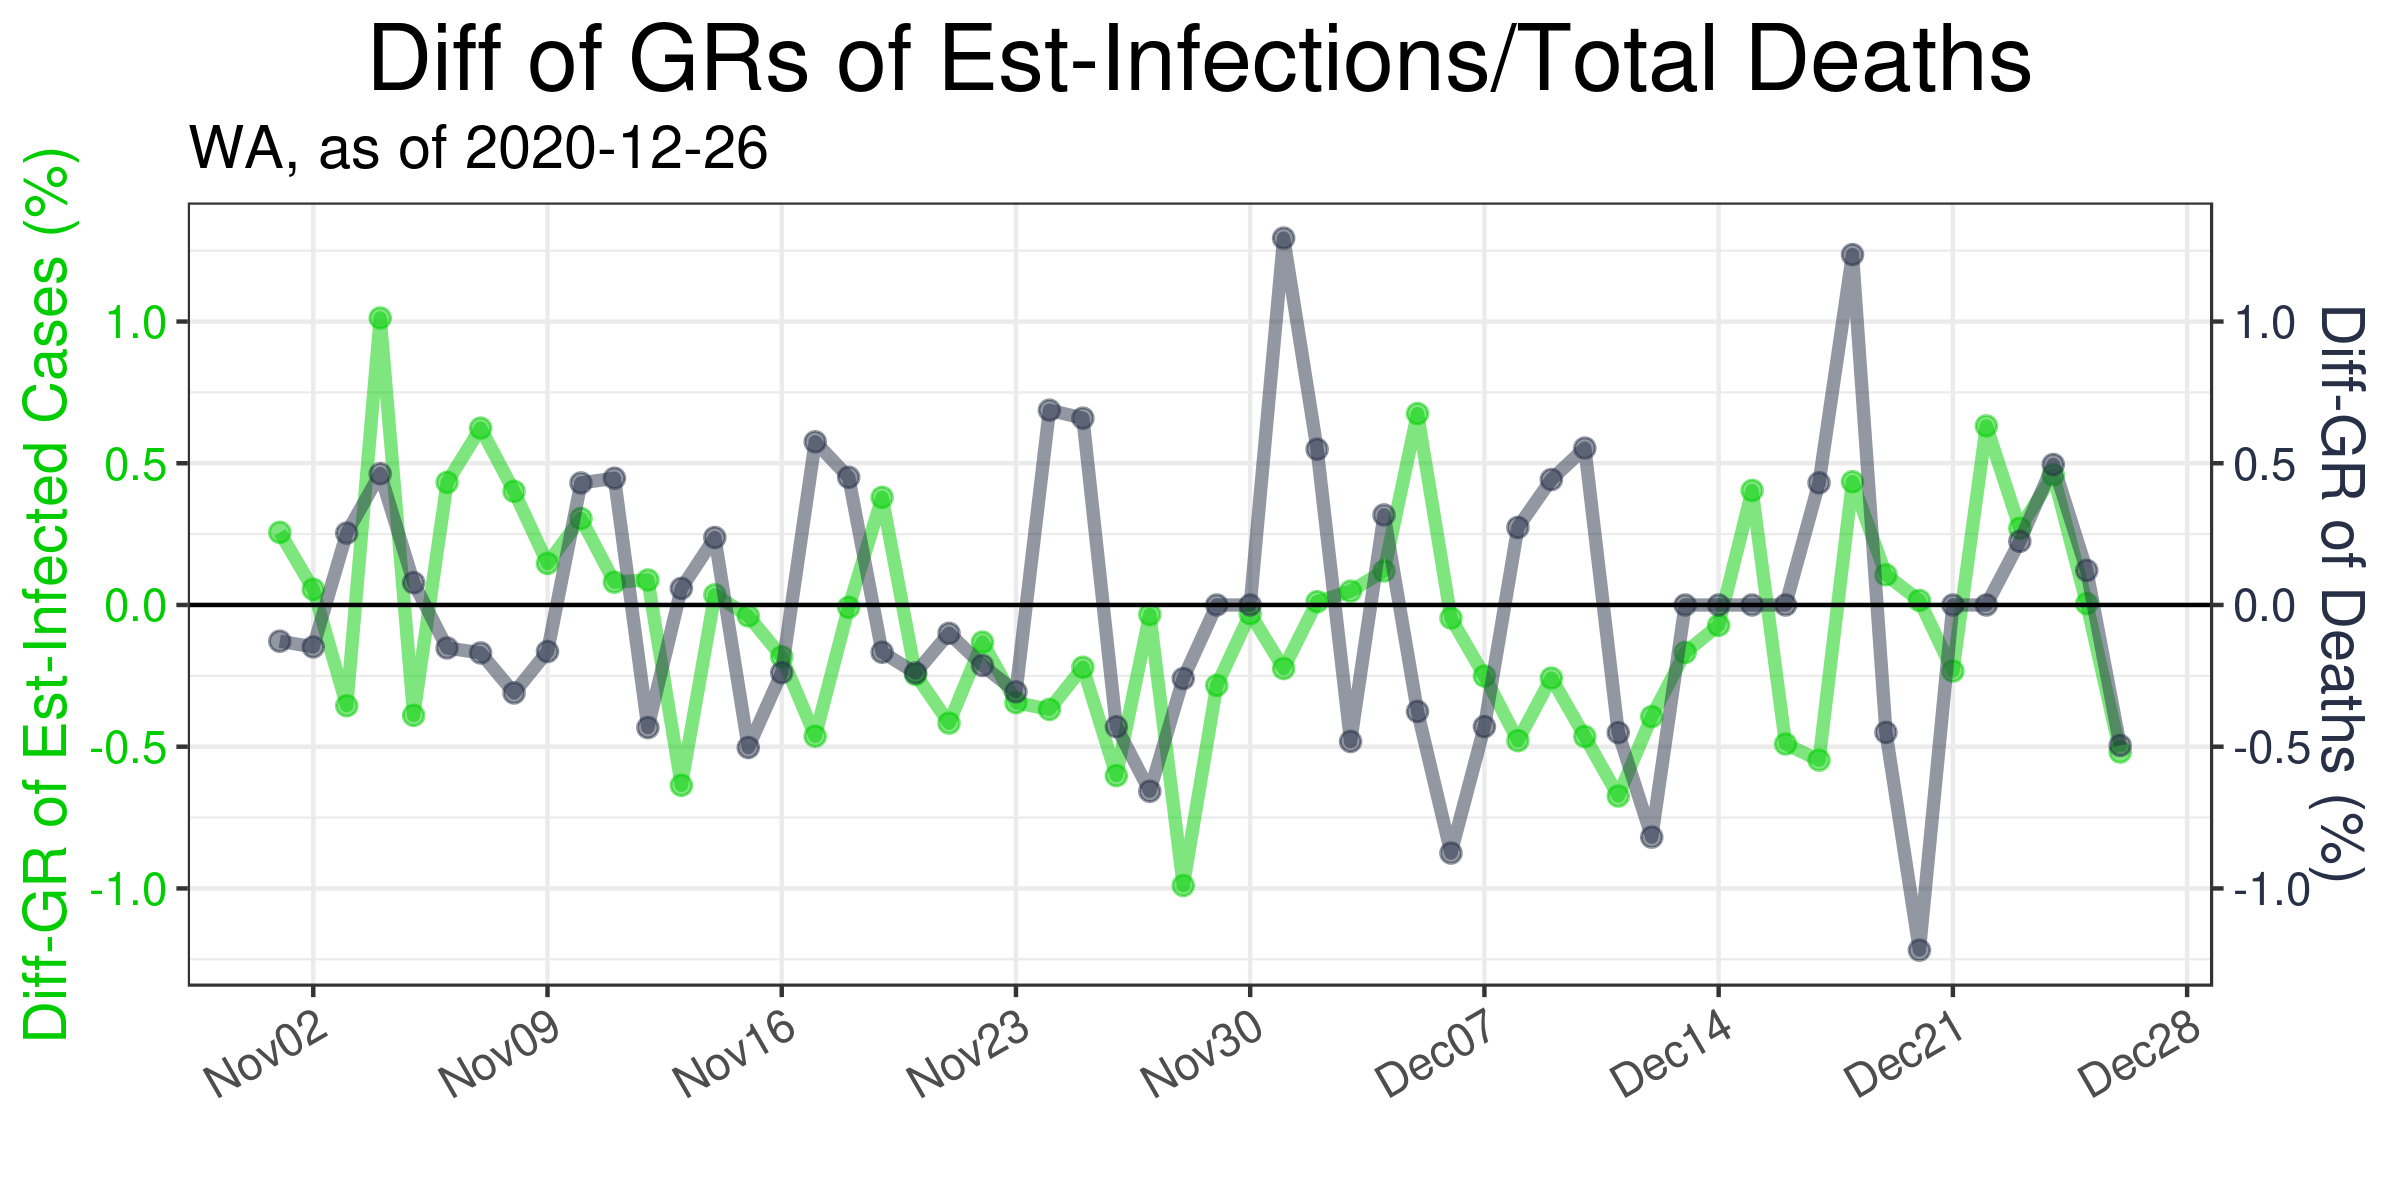 Diff of GRs of Est-Infections/Total Deaths
WA, as of 2020-12-26
Diff-GR of Est-Infected Cases (%)
1.0
0.5
0.0
-0.5
-1.0
1.0
0.5
0.0
-0.5
-1.0
Diff-GR of Deaths (%)
Nov02 Nov09 Nov16 Nov23 Nov30 Dec07 Dec14 Dec21 Dec28